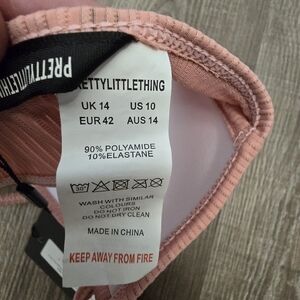 PRETTYLITTLETHING
ETTYLITTLETHING
UK 14 US 10
EUR 42 AUS 14
90% POLYAMIDE
10%ELASTANE
WASH WITH SIMILAR
COLOURS
DO NOT IRON
DO NOT DRY CLEAN
MADE IN CHINA
KEEP AWAY FROM FIRE